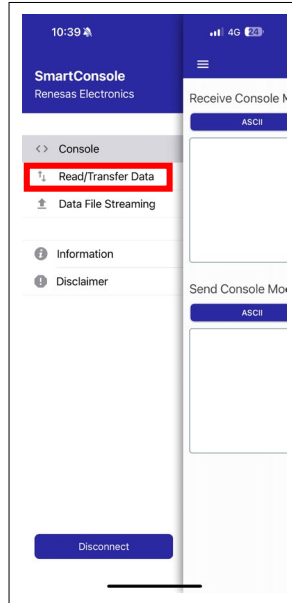 10:39
4G 24
SmartConsole
Renesas Electronics
Receive Console M
ASCII
Console
Read/Transfer Data
Data File Streaming
Information
Disclaimer
Send Console Mo
ASCII
Disconnect